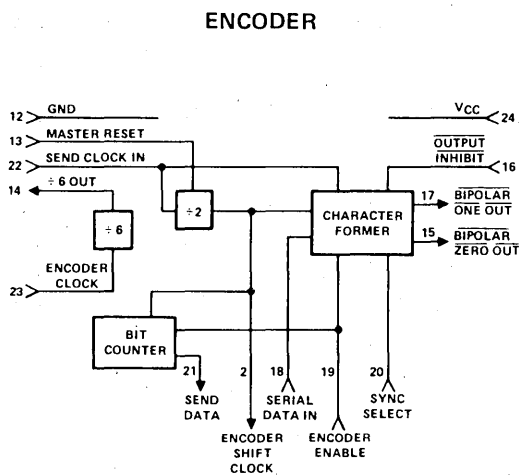 ENCODER
12 GND
VCC 24
13 MASTER RESET
OUTPUT
INHIBIT 16
22 SEND CLOCK IN
14 ÷ 6 OUT
÷2
÷6
CHARACTER
FORMER
17 BIPOLAR
ONE OUT
15 BIPOLAR
ZERO OUT
ENCODER
CLOCK
23
BIT
COUNTER
21
2
18
19
20
SEND
DATA
SERIAL
DATA IN
SYNC
SELECT
ENCODER
SHIFT
CLOCK
ENCODER
ENABLE